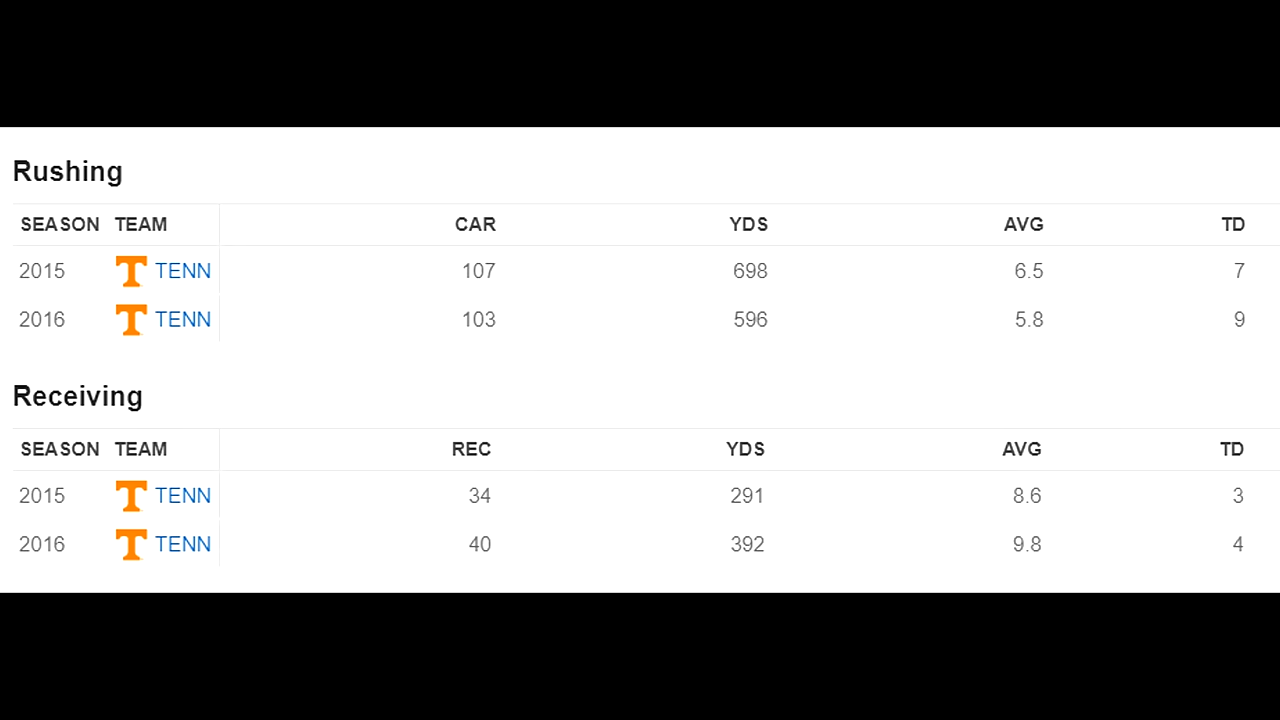 Rushing
SEASON TEAM CAR YDS AVG TD
2015 TENN 107 698 6.5 7
2016 TENN 103 596 5.8 9
Receiving
SEASON TEAM REC YDS AVG TD
2015 TENN 34 291 8.6 3
2016 TENN 40 392 9.8 4